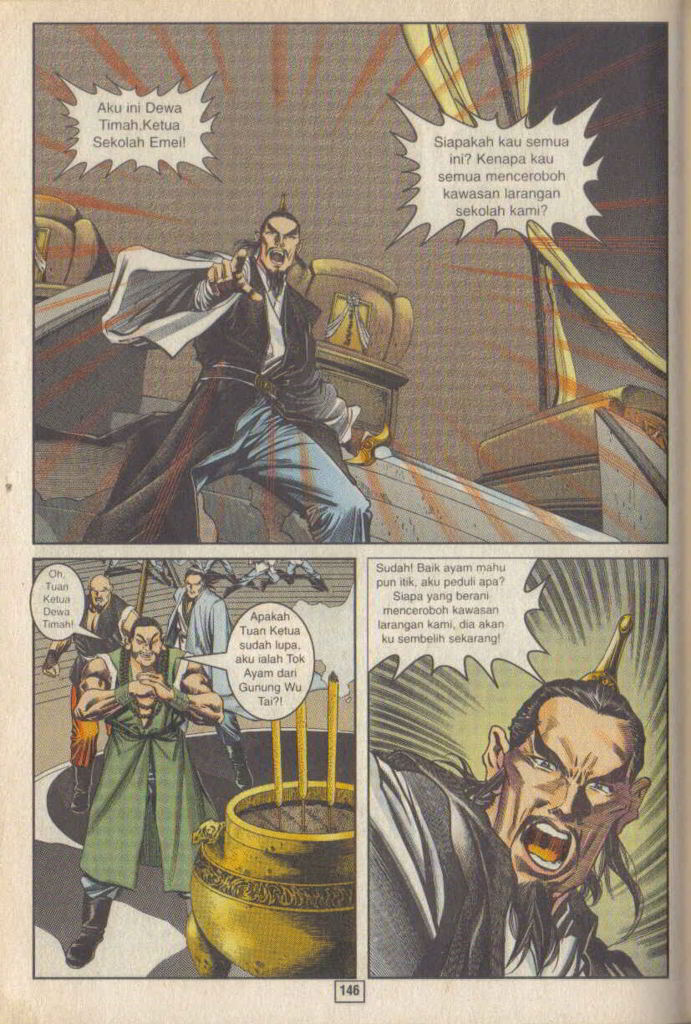 Aku ini Dewa
Timah,Ketua
Sekolah Emei!
Siapakah kau semua
ini? Kenapa kau
semua menceroboh
kawasan larangan
sekolah kami?
Oh,
Tuan
Ketua
Dewa
Timah!
Apakah
Tuan Ketua
sudah lupa,
aku ialah Tok
Ayam dari
Gunung Wu
Tai?!
Sudah! Baik ayam mahu
pun itik, aku peduli apa?
Siapa yang berani
menceroboh kawasan
larangan kami, dia akan
ku sembelih sekarang!
146